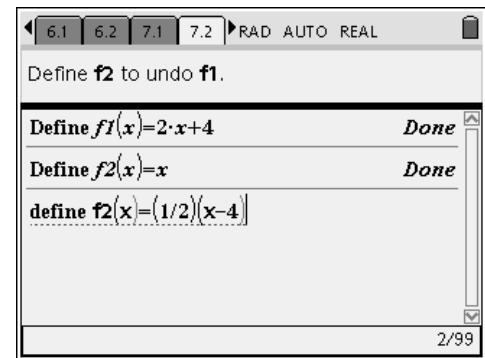 6.1 6.2 7.1 7.2 RAD AUTO REAL
Define f2 to undo f1.
Define f1(x)=2·x+4 Done
Define f2(x)=x Done
define f2(x)=(1/2)(x-4)
2/99